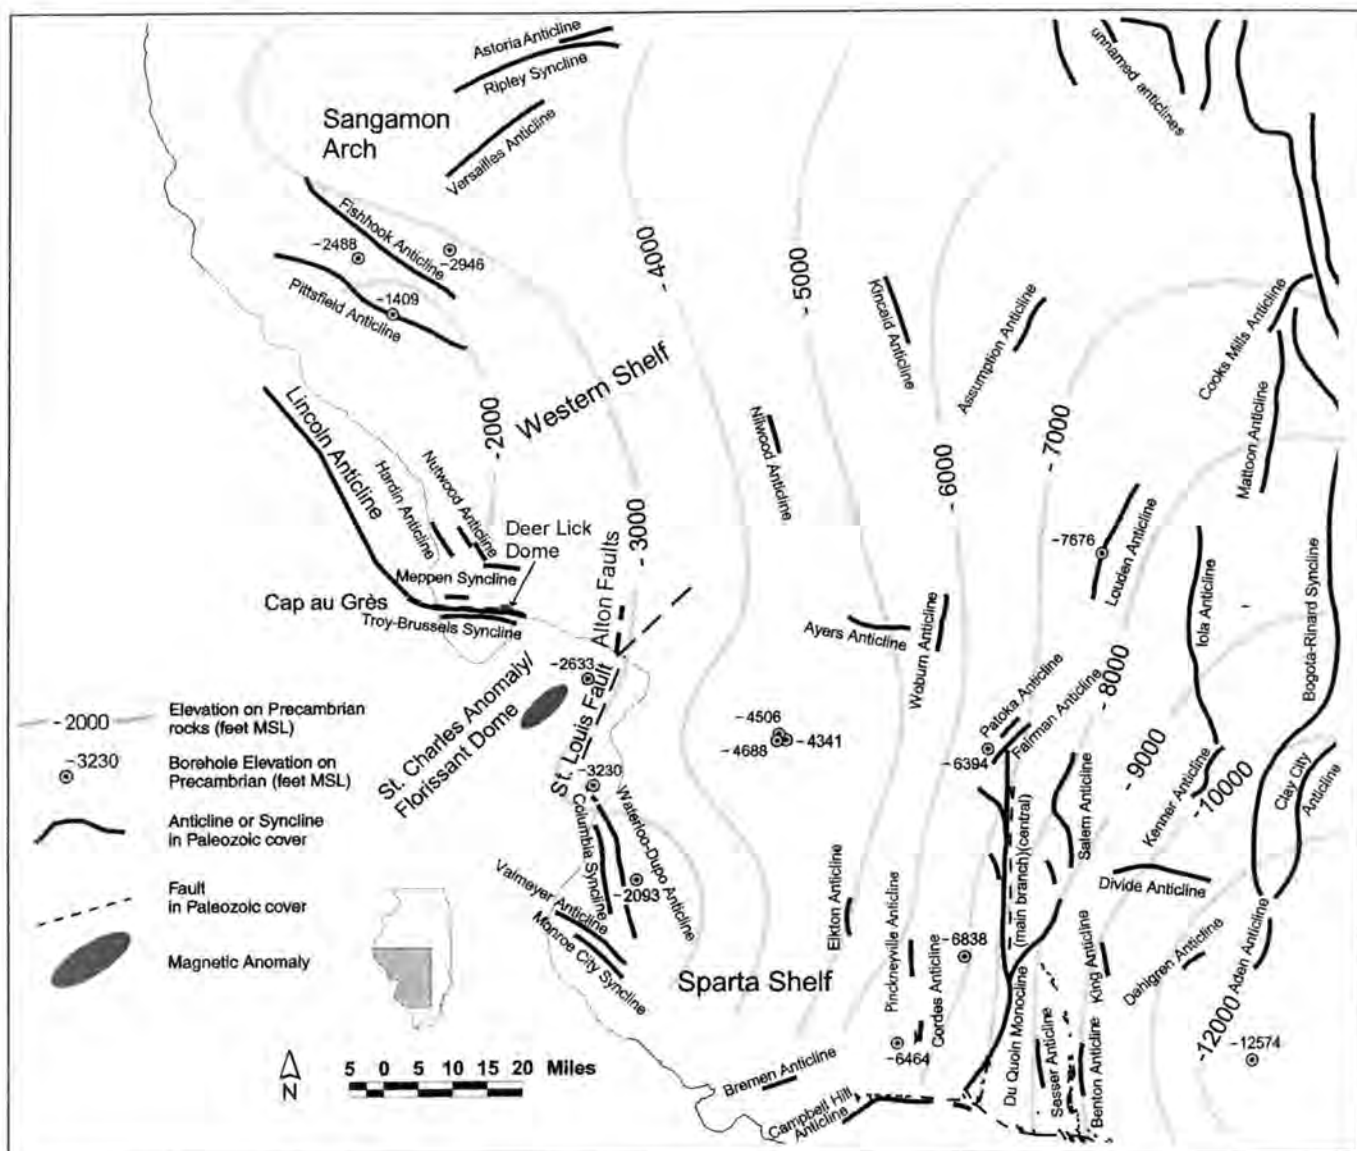 Astoria Anticline
Ripley Syncline
Versailles Anticline
unnamed anticlines
Sangamon
Arch
Fishhook Anticline
-2488
-2946
Pittsfield Anticline
-1409
-4000
-5000
Kincaid Anticline
Assumption Anticline
Cooks Mills Anticline
Western Shelf
-2000
Lincoln Anticline
Hardin Anticline
Nutwood Anticline
Nilwood Anticline
-6000
-7000
Mattoon Anticline
Deer Lick
Dome
-3000
Meppen Syncline
Cap au Grès
Troy-Brussels Syncline
Alton Faults
-7676
Louden Anticline
Iola Anticline
Bogota-Rinard Syncline
Ayers Anticline
Woburn Anticline
-2633
St. Charles Anomaly/
Florissant Dome
St. Louis Fault
-8000
Patoka Anticline
Fairman Anticline
-4506
-4688
-4341
-6394
-9000
-10000
Kenner Anticline
Clay City
Anticline
-3230
Columbia Syncline
Waterloo-Dupo Anticline
-2093
Valmeyer Anticline
Monroe City Syncline
Salem Anticline
Divide Anticline
Elkton Anticline
Pinckneyville Anticline
Cordes Anticline
-6838
Du Quoin Monocline (main branch)(central)
King Anticline
Dahlgren Anticline
Aden Anticline
-12000
-12574
Sparta Shelf
-6464
Bremen Anticline
Campbell Hill
Anticline
Sesser Anticline
Benton Anticline
-2000
Elevation on Precambrian
rocks (feet MSL)
-3230
Borehole Elevation on
Precambrian (feet MSL)
Anticline or Syncline
in Paleozoic cover
Fault
in Paleozoic cover
Magnetic Anomaly
N
5 0 5 10 15 20 Miles